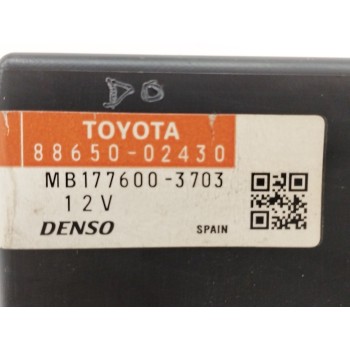 TOYOTA
88650-02430
MB177600-3703
12V
DENSO SPAIN